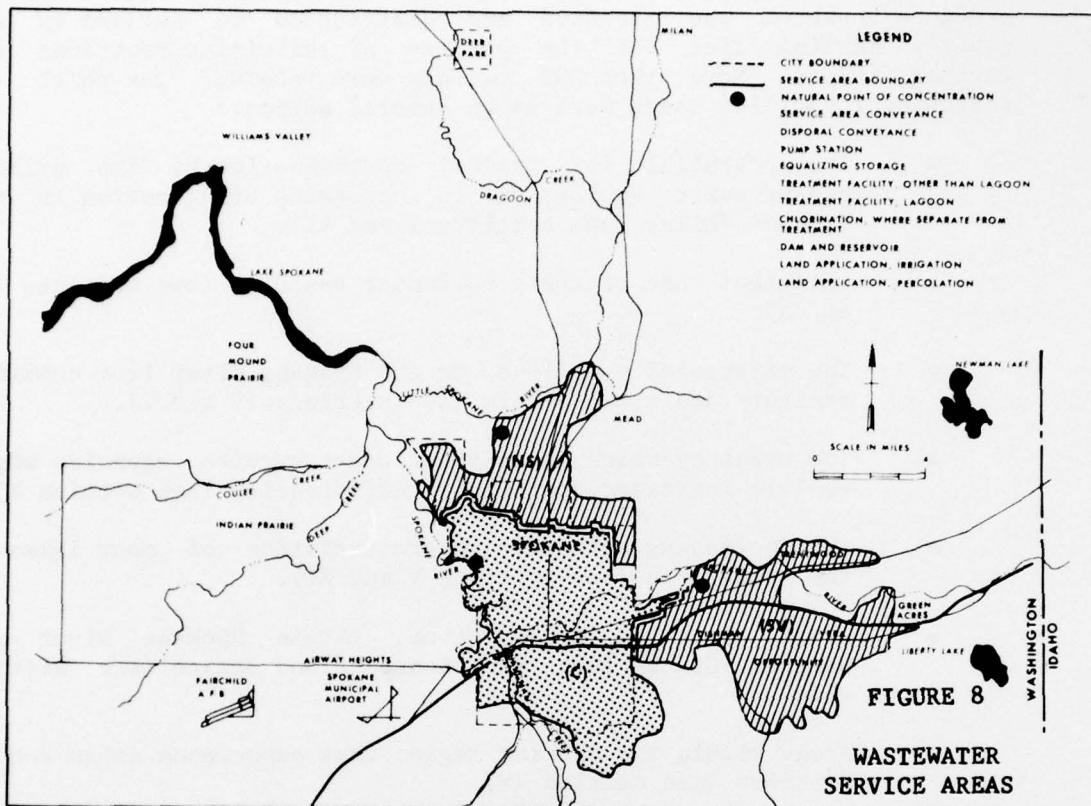 DEER
PARK
MILAN
LEGEND
CITY BOUNDARY
SERVICE AREA BOUNDARY
NATURAL POINT OF CONCENTRATION
SERVICE AREA CONVEYANCE
DISPOSAL CONVEYANCE
PUMP STATION
EQUALIZING STORAGE
TREATMENT FACILITY, OTHER THAN LAGOON
TREATMENT FACILITY, LAGOON
CHLORINATION, WHERE SEPARATE FROM
TREATMENT
DAM AND RESERVOIR
LAND APPLICATION, IRRIGATION
LAND APPLICATION, PERCOLATION
WILLIAMS VALLEY
DRAGOON CREEK
LAKE SPOKANE
FOUR
MOUND
PRAIRIE
LITTLE SPOKANE RIVER
MEAD
NEWMAN LAKE
SCALE IN MILES
0
(NS)
COULEE CREEK
INDIAN PRAIRIE
DEEP CREEK
SPOKANE
RIVER
SPOKANE
RIVER
GREEN
ACRES
(SV)
DISHMAN
VERA
OPPORTUNITY
LIBERTY LAKE
WASHINGTON
IDAHO
AIRWAY HEIGHTS
FAIRCHILD
A F B
SPOKANE
MUNICIPAL
AIRPORT
(C)
FIGURE 8
WASTEWATER
SERVICE AREAS